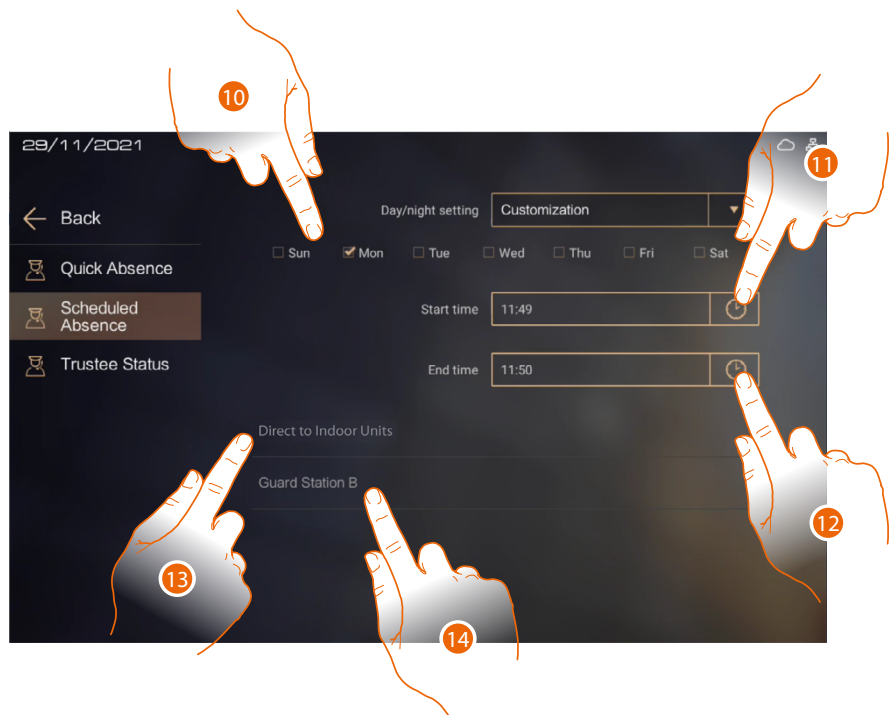 10
29/11/2021
11
Day/night setting Customization
Back
Sun Mon Tue Wed Thu Fri Sat
Quick Absence
Scheduled
Absence
Start time 11:49
Trustee Status
End time 11:50
Direct to Indoor Units
Guard Station B
12
13
14